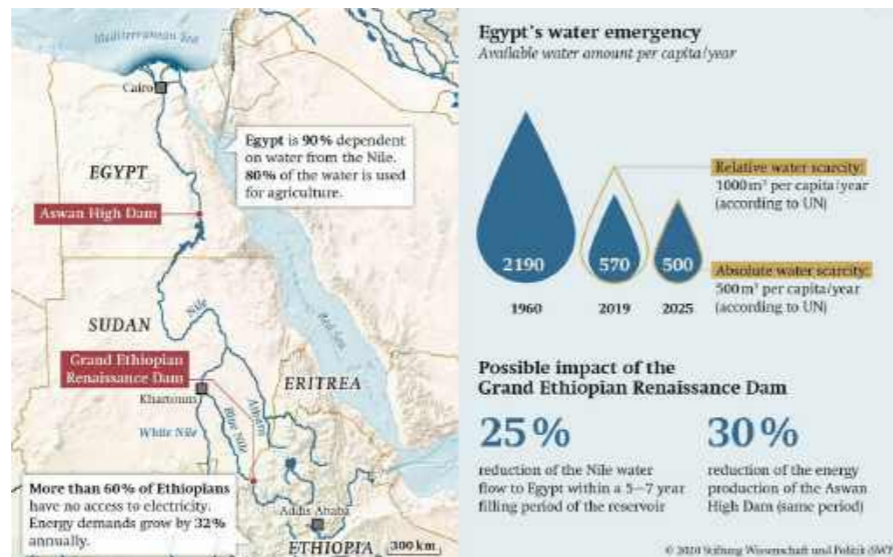 Mediterranean Sea
Cairo
Egypt is 90% dependent
on water from the Nile.
80% of the water is used
for agriculture.
EGYPT
Aswan High Dam
Red Sea
SUDAN
Nile
Grand Ethiopian
Renaissance Dam
ERITREA
Khartoum
Atbara
White Nile
Blue Nile
More than 60% of Ethiopians
have no access to electricity.
Energy demands grow by 32%
annually.
Addis Ababa
ETHIOPIA
300 km
Egypt's water emergency
Available water amount per capita/year
Relative water scarcity:
1000 m³ per capita/year
(according to UN)
2190
570
500
Absolute water scarcity:
500 m³ per capita/year
(according to UN)
1960
2019
2025
Possible impact of the
Grand Ethiopian Renaissance Dam
25%
reduction of the Nile water
flow to Egypt within a 5–7 year
filling period of the reservoir
30%
reduction of the energy
production of the Aswan
High Dam (same period)
© 2020 Stiftung Wissenschaft und Politik (SWP)